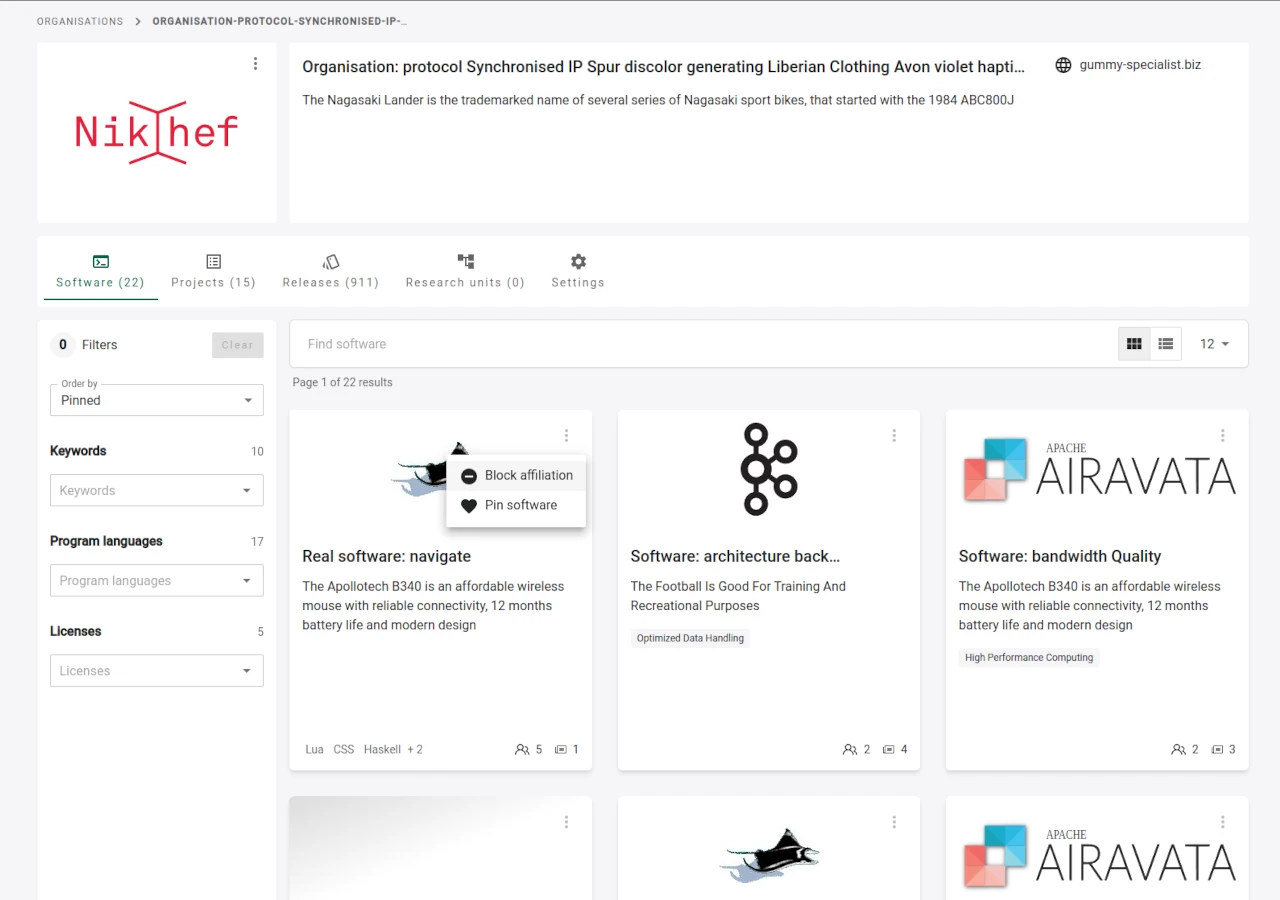 ORGANISATIONS > ORGANISATION-PROTOCOL-SYNCHRONISED-IP-…
Nikhef
Organisation: protocol Synchronised IP Spur discolor generating Liberian Clothing Avon violet hapti…
gummy-specialist.biz
The Nagasaki Lander is the trademarked name of several series of Nagasaki sport bikes, that started with the 1984 ABC800J
Software (22)
Projects (15)
Releases (911)
Research units (0)
Settings
0 Filters
Clear
Order by
Pinned
Keywords 10
Keywords
Program languages 17
Program languages
Licenses 5
Licenses
Find software
12
Page 1 of 22 results
Block affiliation
Pin software
Real software: navigate
The Apollotech B340 is an affordable wireless
mouse with reliable connectivity, 12 months
battery life and modern design
Lua CSS Haskell + 2
5 1
Software: architecture back…
The Football Is Good For Training And
Recreational Purposes
Optimized Data Handling
2 4
APACHE
AIRAVATA
Software: bandwidth Quality
The Apollotech B340 is an affordable wireless
mouse with reliable connectivity, 12 months
battery life and modern design
High Performance Computing
2 3
APACHE
AIRAVATA